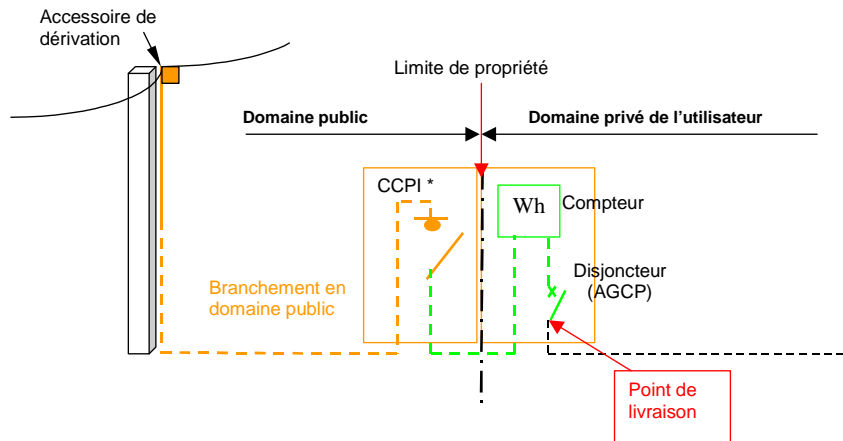 Accessoire de
dérivation
Limite de propriété
Domaine public
Domaine privé de l'utilisateur
CCPI *
Wh
Compteur
Branchement en
domaine public
Disjoncteur
(AGCP)
Point de
livraison